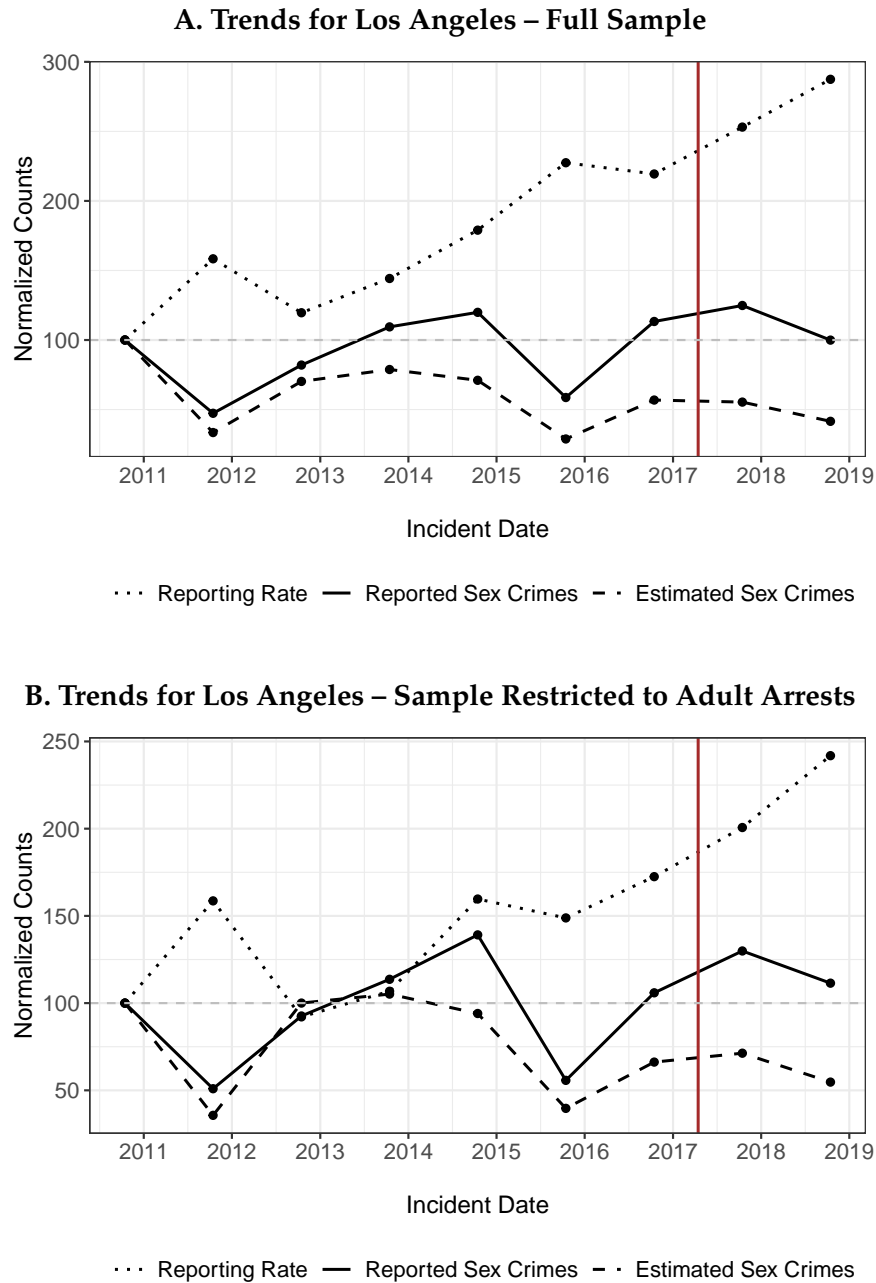 A. Trends for Los Angeles – Full Sample
300
200
100
Normalized Counts
2011 2012 2013 2014 2015 2016 2017 2018 2019
Incident Date
Reporting Rate Reported Sex Crimes Estimated Sex Crimes
B. Trends for Los Angeles – Sample Restricted to Adult Arrests
250
200
150
100
50
Normalized Counts
2011 2012 2013 2014 2015 2016 2017 2018 2019
Incident Date
Reporting Rate Reported Sex Crimes Estimated Sex Crimes